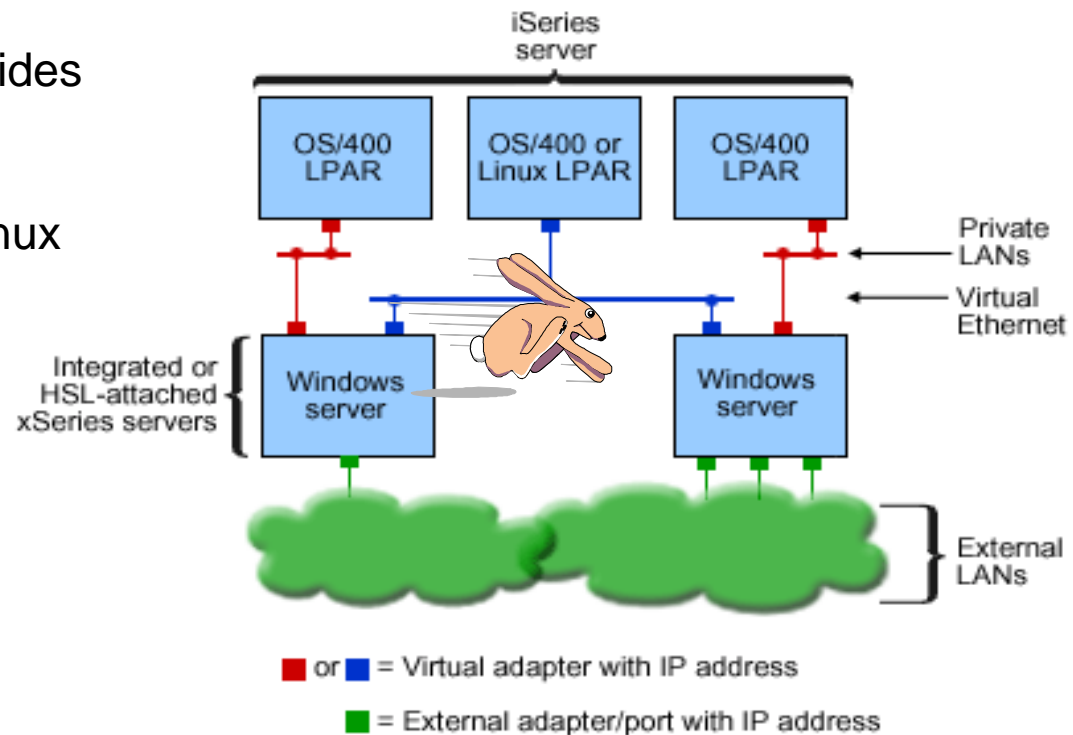 iSeries
server
ides
nux
OS/400
LPAR
OS/400 or
Linux LPAR
OS/400
LPAR
Private
LANs
Virtual
Ethernet
Integrated or
HSL-attached
xSeries servers
Windows
server
Windows
server
External
LANs
or = Virtual adapter with IP address
= External adapter/port with IP address